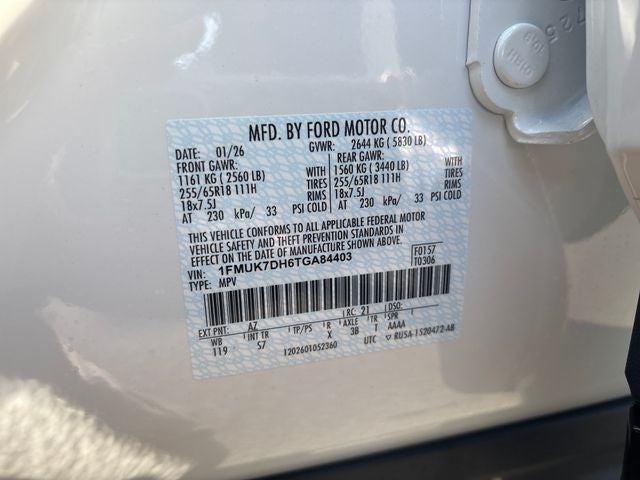 MFD. BY FORD MOTOR CO.
DATE: 01/26 GVWR: 2644 KG ( 5830 LB)
FRONT GAWR: REAR GAWR:
1161 KG ( 2560 LB) WITH 1560 KG ( 3440 LB) WITH
255/65R18 111H TIRES 255/65R18 111H TIRES
18x7.5J RIMS 18x7.5J RIMS
AT 230 kPa/ 33 PSI COLD AT 230 kPa/ 33 PSI COLD
THIS VEHICLE CONFORMS TO ALL APPLICABLE FEDERAL MOTOR
VEHICLE SAFETY AND THEFT PREVENTION STANDARDS IN
EFFECT ON THE DATE OF MANUFACTURE SHOWN ABOVE.
VIN: 1FMUK7DH6TGA84403 F0157
TYPE: MPV T0306
EXT PNT: AZ RC: 21 DSO:
WB INT TR TP/PS R AXLE TR SPR
119 S7 X 3B T AAAA
1202601052360 UTC RU5A-1520472-AB